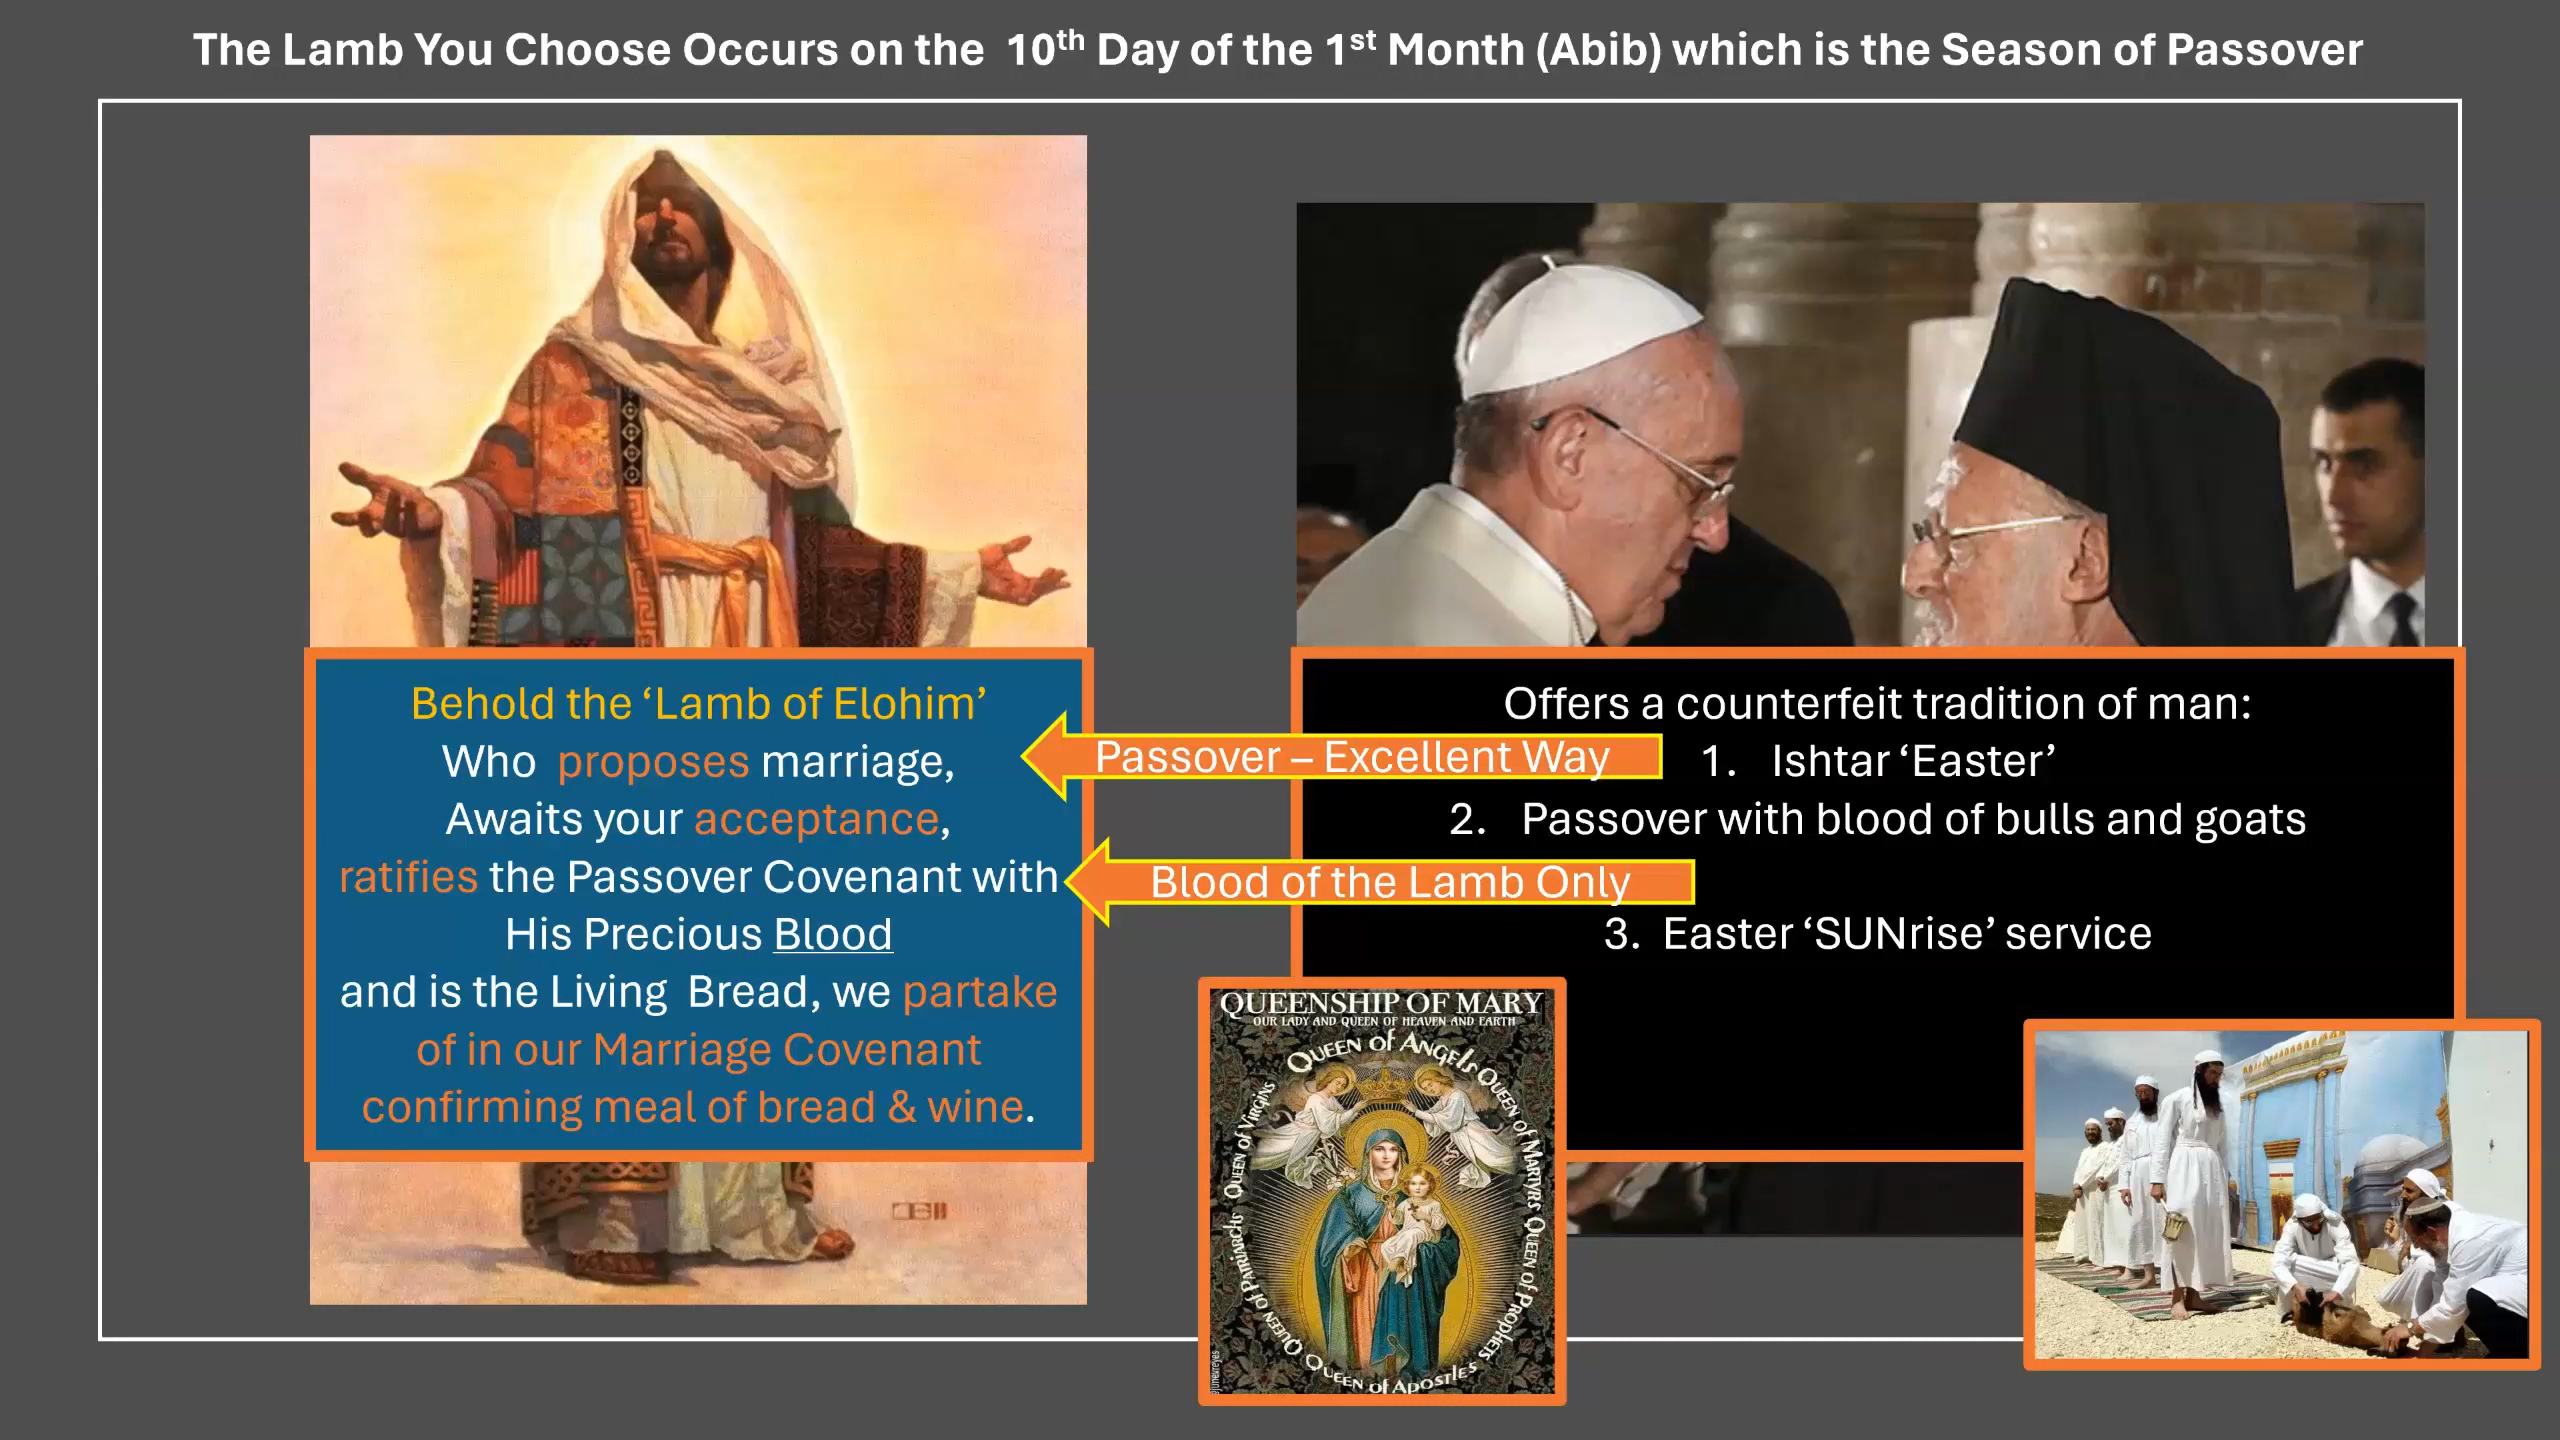 The Lamb You Choose Occurs on the 10th Day of the 1st Month (Abib) which is the Season of Passover
Behold the ‘Lamb of Elohim’
Who proposes marriage,
Awaits your acceptance,
ratifies the Passover Covenant with
His Precious Blood
and is the Living Bread, we partake
of in our Marriage Covenant
confirming meal of bread & wine.
Passover – Excellent Way
Blood of the Lamb Only
Offers a counterfeit tradition of man:
1. Ishtar ‘Easter’
2. Passover with blood of bulls and goats
3. Easter ‘SUNrise’ service
QUEENSHIP OF MARY
OUR LADY AND QUEEN OF HEAVEN AND EARTH
Queen of Angels
Queen of Martyrs
Queen of Prophets
Queen of Apostles
Queen of Patriarchs
Queen of Virgins